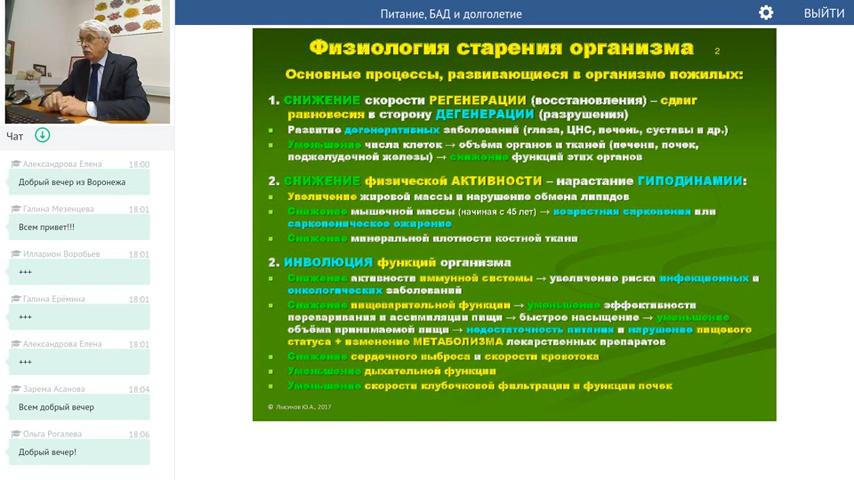 Питание, БАД и долголетие
ВЫЙТИ
Чат
Александрова Елена 18:00
Добрый вечер из Воронежа
Галина Мезенцева 18:01
Всем привет!!!
Илларион Воробьев 18:01
+++
Галина Ерёмина 18:01
+++
Александрова Елена 18:01
+++
Зарема Асанова 18:04
Всем добрый вечер
Ольга Рогалева 18:06
Добрый вечер!
Физиология старения организма 2
Основные процессы, развивающиеся в организме пожилых:
1. СНИЖЕНИЕ скорости РЕГЕНЕРАЦИИ (восстановления) – сдвиг
равновесия в сторону ДЕГЕНЕРАЦИИ (разрушения)
Развитие дегенеративных заболеваний (глаза, ЦНС, печень, суставы и др.)
Уменьшение числа клеток → объёма органов и тканей (печени, почек,
поджелудочной железы) → снижение функций этих органов
2. СНИЖЕНИЕ физической АКТИВНОСТИ – нарастание ГИПОДИНАМИИ:
Увеличение жировой массы и нарушение обмена липидов
Снижение мышечной массы (начиная с 45 лет) → возрастная саркопения или
саркопеническое ожирение
Снижение минеральной плотности костной ткани
2. ИНВОЛЮЦИЯ функций организма
Снижение активности иммунной системы → увеличение риска инфекционных и
онкологических заболеваний
Снижение пищеварительной функции → уменьшение эффективности
переваривания и ассимиляции пищи → быстрое насыщение → уменьшение
объёма принимаемой пищи → недостаточность питания и нарушение пищевого
статуса + изменение МЕТАБОЛИЗМА лекарственных препаратов
Снижение сердечного выброса и скорости кровотока
Уменьшение дыхательной функции
Уменьшение скорости клубочковой фильтрации и функции почек
© Лысиков Ю.А., 2017